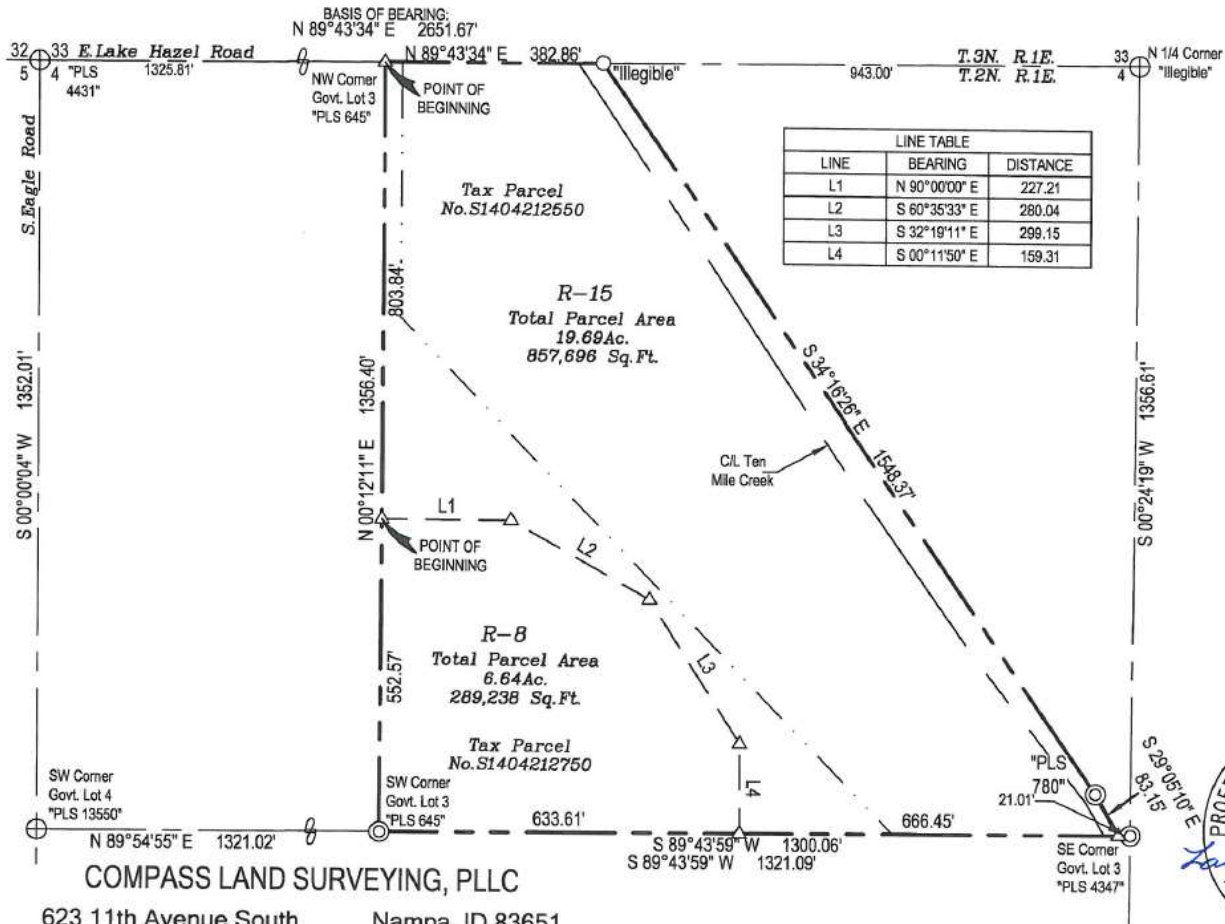 BASIS OF BEARING:
N 89°43'34" E 2651.67'
32 33 E.Lake Hazel Road
N 89°43'34" E 382.86'
T.3N. R.1E.
33 N 1/4 Corner
5 4 "PLS
4431"
1325.81'
"Illegible"
943.00'
T.2N. R.1E.
4 "Illegible"
NW Corner
Govt. Lot 3
"PLS 645"
POINT OF
BEGINNING
S.Eagle Road
LINE TABLE
LINE BEARING DISTANCE
L1 N 90°00'00" E 227.21
L2 S 60°35'33" E 280.04
L3 S 32°19'11" E 299.15
L4 S 00°11'50" E 159.31
Tax Parcel
No.S1404212550
803.84'
R-15
Total Parcel Area
19.69Ac.
857,696 Sq.Ft.
S 00°00'04" W 1352.01'
N 00°12'11" E 1356.40'
S 34°16'26" E 1548.37'
S 00°24'19" W 1356.61'
C/L Ten
Mile Creek
L1
POINT OF
BEGINNING
L2
R-8
Total Parcel Area
6.64Ac.
289,238 Sq.Ft.
552.57'
L3
Tax Parcel
No.S1404212750
L4
"PLS
780"
21.01'
S 29°05'10" E
83.15'
SW Corner
Govt. Lot 4
"PLS 13550"
SW Corner
Govt. Lot 3
"PLS 645"
N 89°54'55" E 1321.02'
633.61'
666.45'
S 89°43'59" W 1300.06'
S 89°43'59" W 1321.09'
SE Corner
Govt. Lot 3
"PLS 4347"
COMPASS LAND SURVEYING, PLLC
623 11th Avenue South Nampa, ID 83651